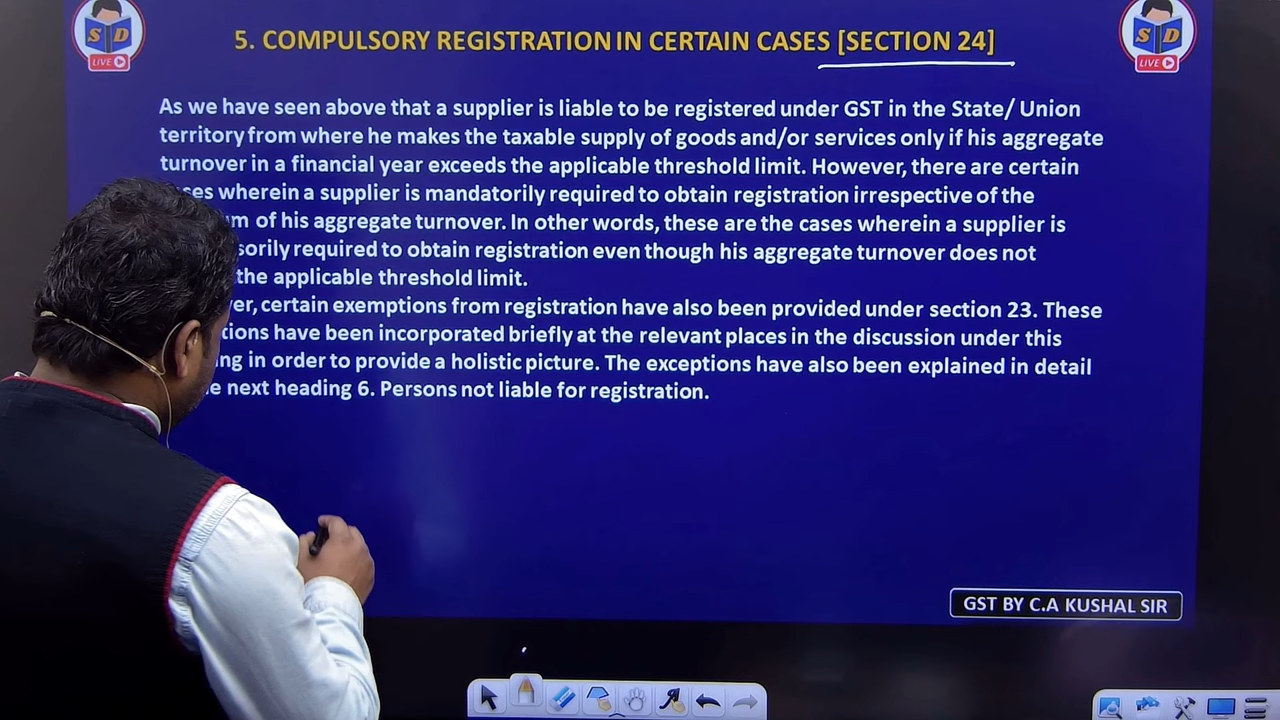 S D
LIVE
5. COMPULSORY REGISTRATION IN CERTAIN CASES [SECTION 24]
S D
LIVE
As we have seen above that a supplier is liable to be registered under GST in the State/ Union
territory from where he makes the taxable supply of goods and/or services only if his aggregate
turnover in a financial year exceeds the applicable threshold limit. However, there are certain
wherein a supplier is mandatorily required to obtain registration irrespective of the
of his aggregate turnover. In other words, these are the cases wherein a supplier is
required to obtain registration even though his aggregate turnover does not
the applicable threshold limit.
certain exemptions from registration have also been provided under section 23. These
have been incorporated briefly at the relevant places in the discussion under this
in order to provide a holistic picture. The exceptions have also been explained in detail
next heading 6. Persons not liable for registration.
GST BY C.A KUSHAL SIR